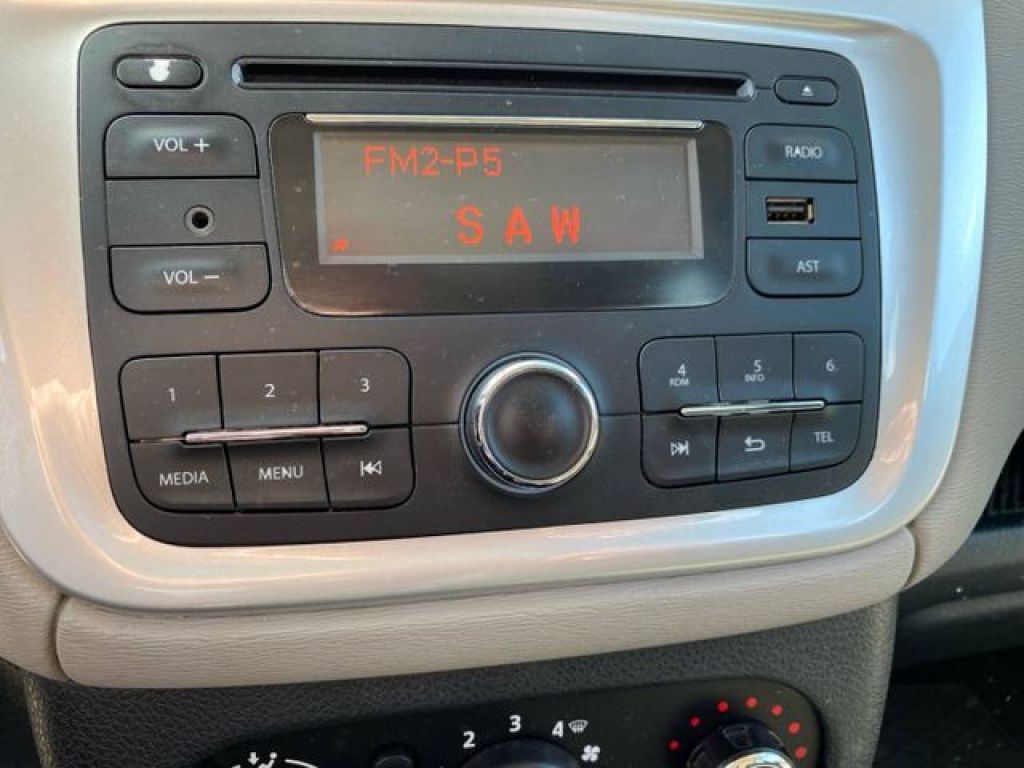 VOL +
FM2-P5
RADIO
SAW
VOL −
AST
1
2
3
4
RDM
5
INFO
6
MEDIA
MENU
TEL
2
3
4